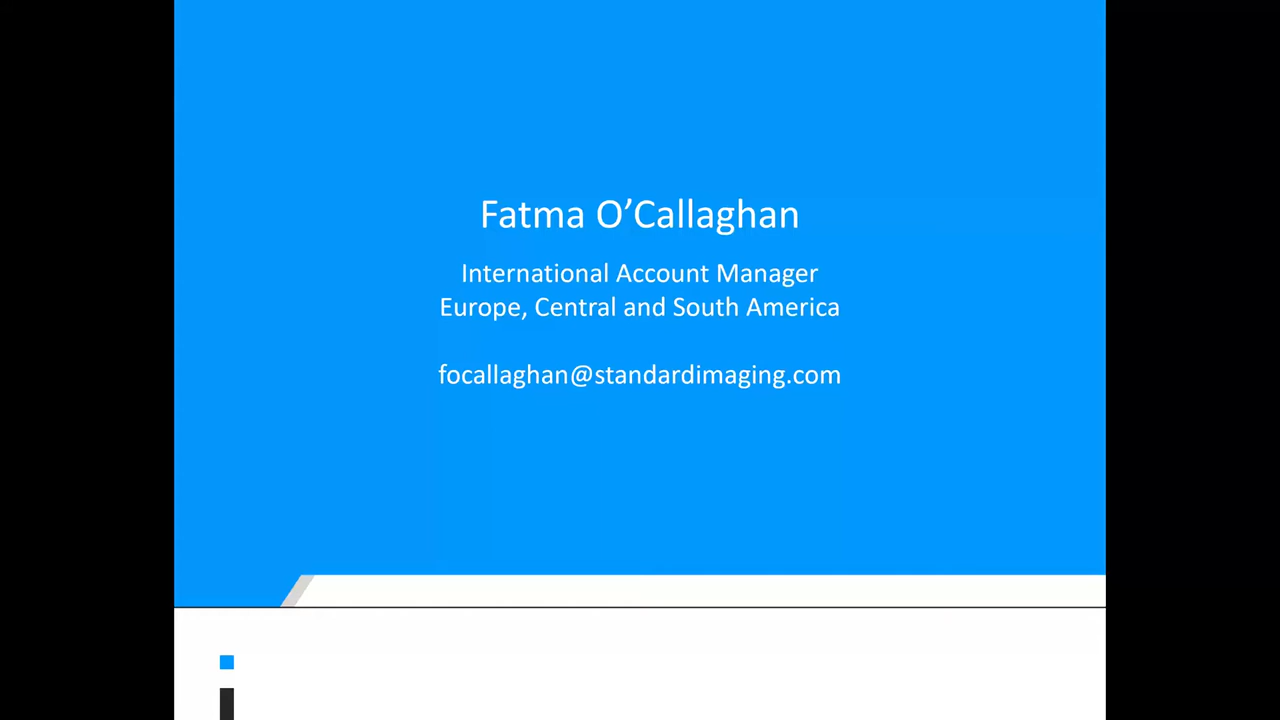 Fatma O’Callaghan
International Account Manager
Europe, Central and South America
focallaghan@standardimaging.com